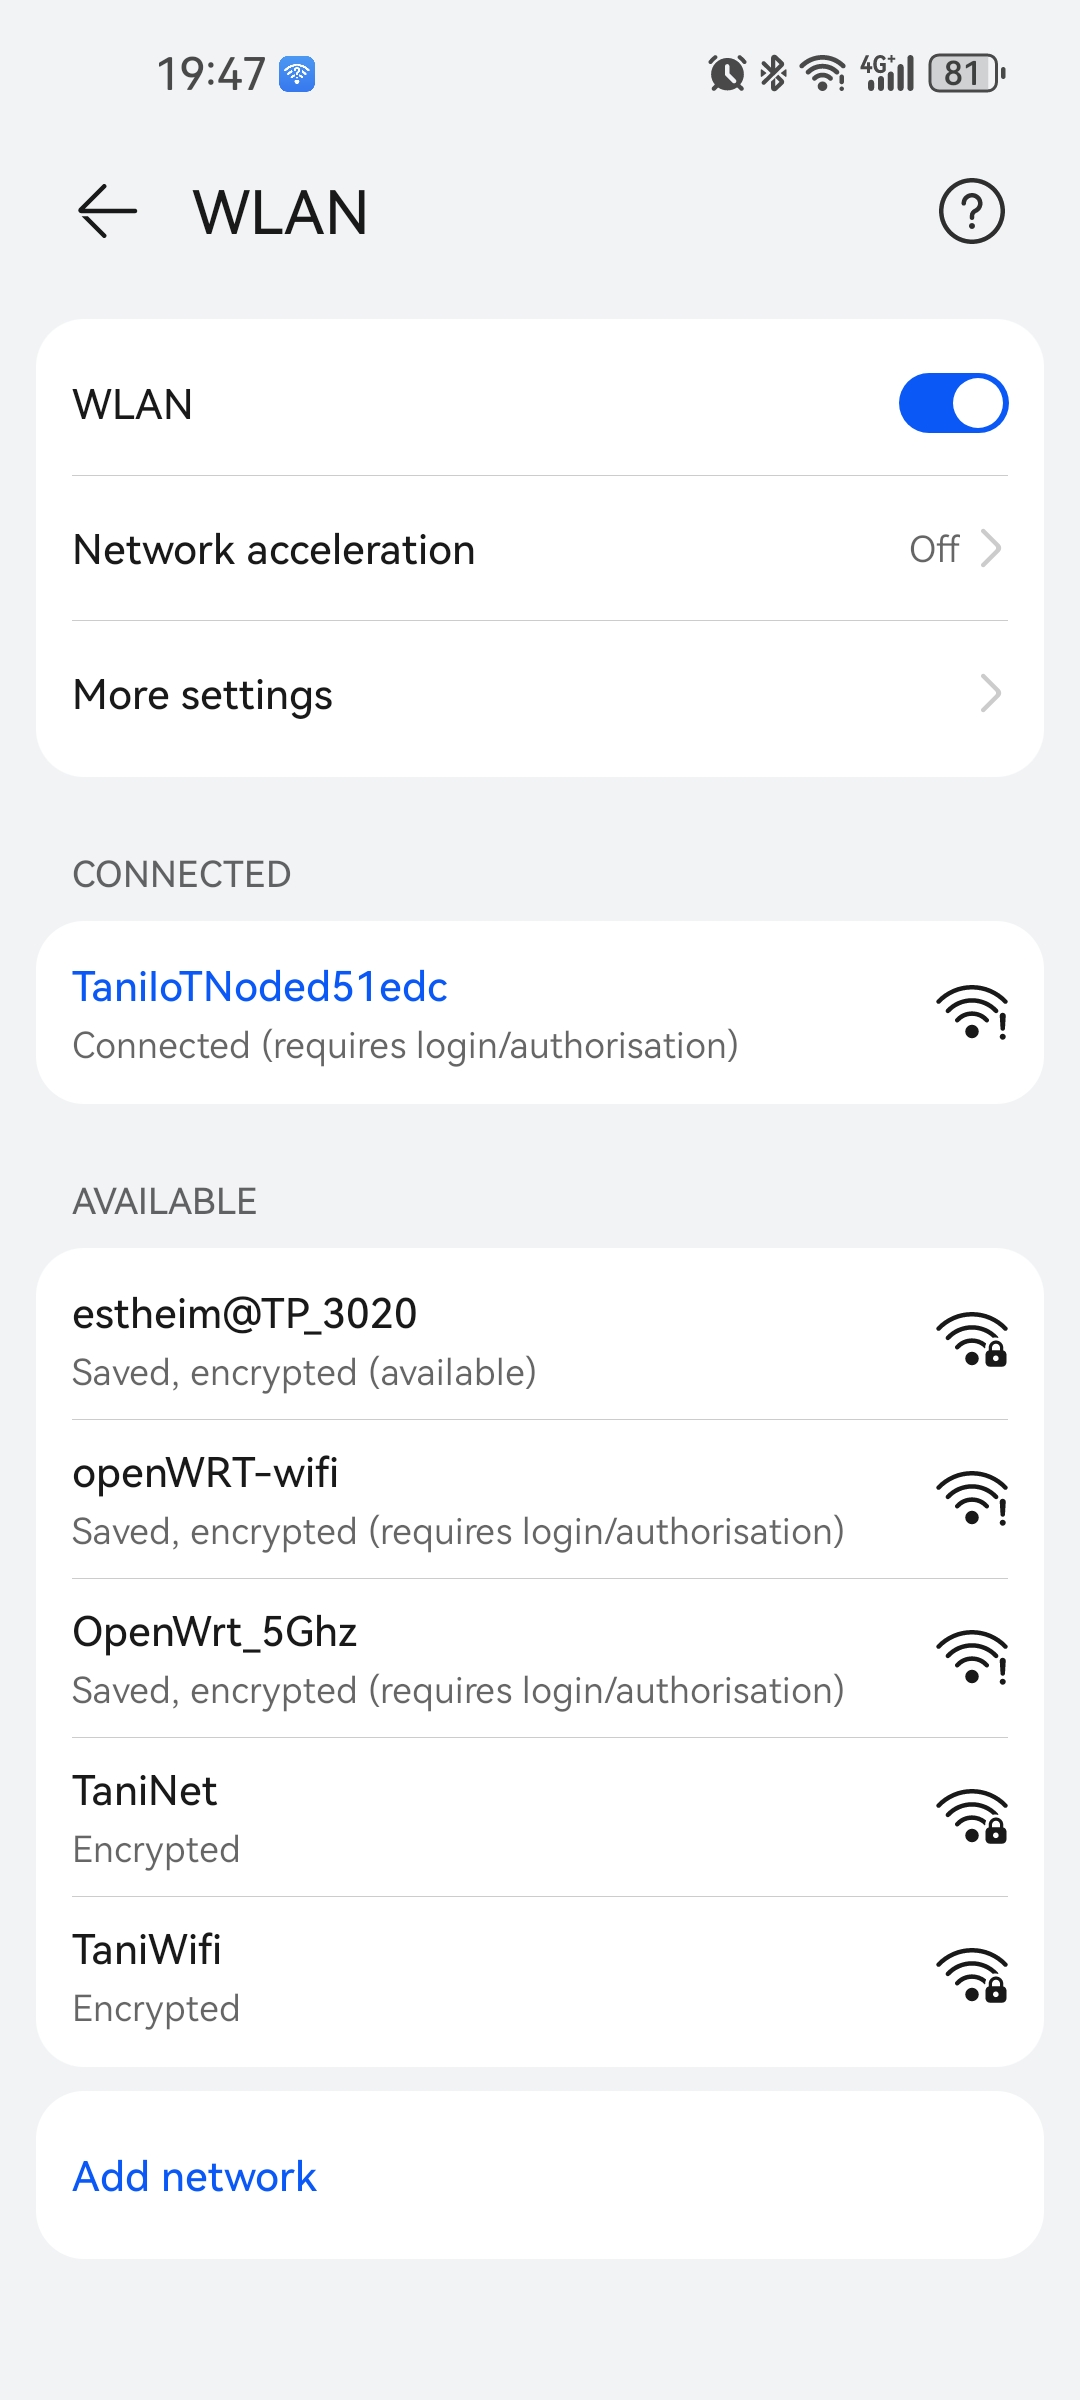 19:47
4G+
81
WLAN
WLAN
Network acceleration
Off
More settings
CONNECTED
TaniIoTNoded51edc
Connected (requires login/authorisation)
AVAILABLE
estheim@TP_3020
Saved, encrypted (available)
openWRT-wifi
Saved, encrypted (requires login/authorisation)
OpenWrt_5Ghz
Saved, encrypted (requires login/authorisation)
TaniNet
Encrypted
TaniWifi
Encrypted
Add network